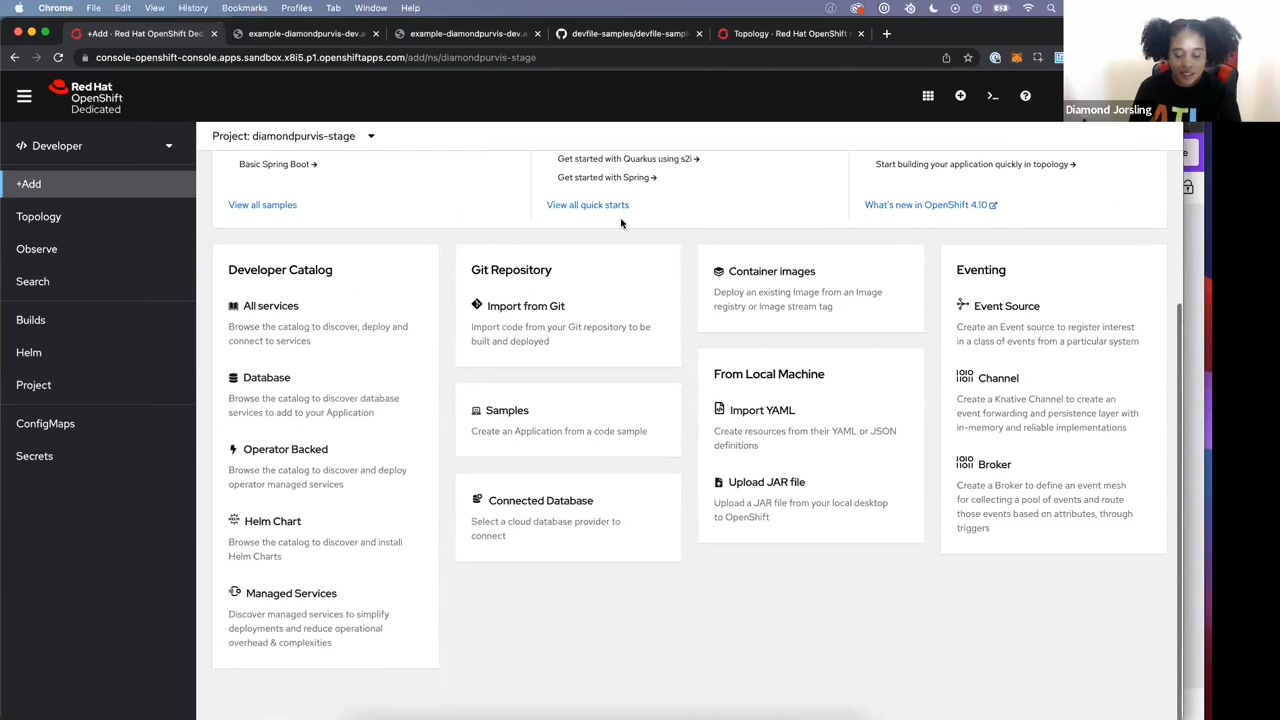 Chrome File Edit View History Bookmarks Profiles Tab Window Help
+Add · Red Hat OpenShift Ded
example-diamondpurvis-dev.a
example-diamondpurvis-dev.a
devfile-samples/devfile-sampl
Topology · Red Hat OpenShift
console-openshift-console.apps.sandbox.x8i5.p1.openshiftapps.com/add/ns/diamondpurvis-stage
Red Hat
OpenShift
Dedicated
Diamond Jorsling
Developer
+Add
Topology
Observe
Search
Builds
Helm
Project
ConfigMaps
Secrets
Project: diamondpurvis-stage
Basic Spring Boot
View all samples
Get started with Quarkus using s2i
Get started with Spring
View all quick starts
Start building your application quickly in topology
What's new in OpenShift 4.10
Developer Catalog
All services
Browse the catalog to discover, deploy and
connect to services
Database
Browse the catalog to discover database
services to add to your Application
Operator Backed
Browse the catalog to discover and deploy
operator managed services
Helm Chart
Browse the catalog to discover and install
Helm Charts
Managed Services
Discover managed services to simplify
deployments and reduce operational
overhead & complexities
Git Repository
Import from Git
Import code from your Git repository to be
built and deployed
Samples
Create an Application from a code sample
Connected Database
Select a cloud database provider to
connect
Container images
Deploy an existing Image from an Image
registry or Image stream tag
From Local Machine
Import YAML
Create resources from their YAML or JSON
definitions
Upload JAR file
Upload a JAR file from your local desktop
to OpenShift
Eventing
Event Source
Create an Event source to register interest
in a class of events from a particular system
Channel
Create a Knative Channel to create an
event forwarding and persistence layer with
in-memory and reliable implementations
Broker
Create a Broker to define an event mesh
for collecting a pool of events and route
those events based on attributes, through
triggers